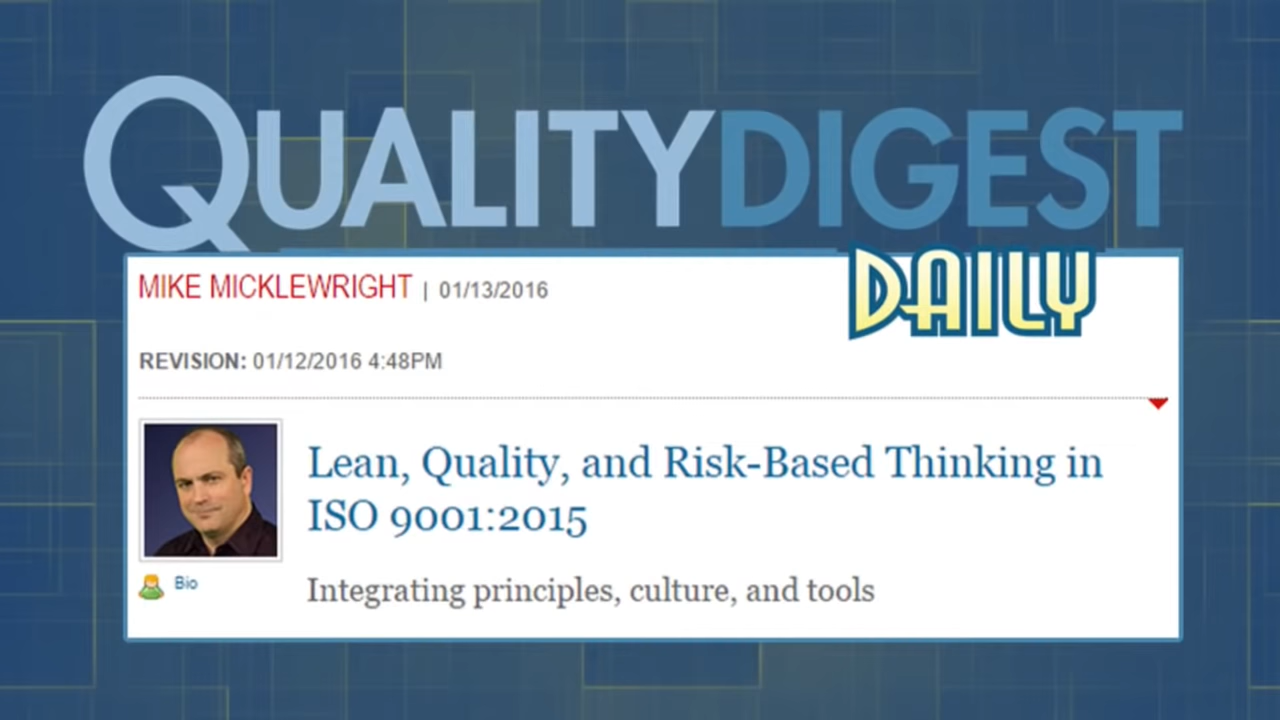 QUALITYDIGEST
DAILY
MIKE MICKLEWRIGHT | 01/13/2016
REVISION: 01/12/2016 4:48PM
Lean, Quality, and Risk-Based Thinking in
ISO 9001:2015
Bio
Integrating principles, culture, and tools